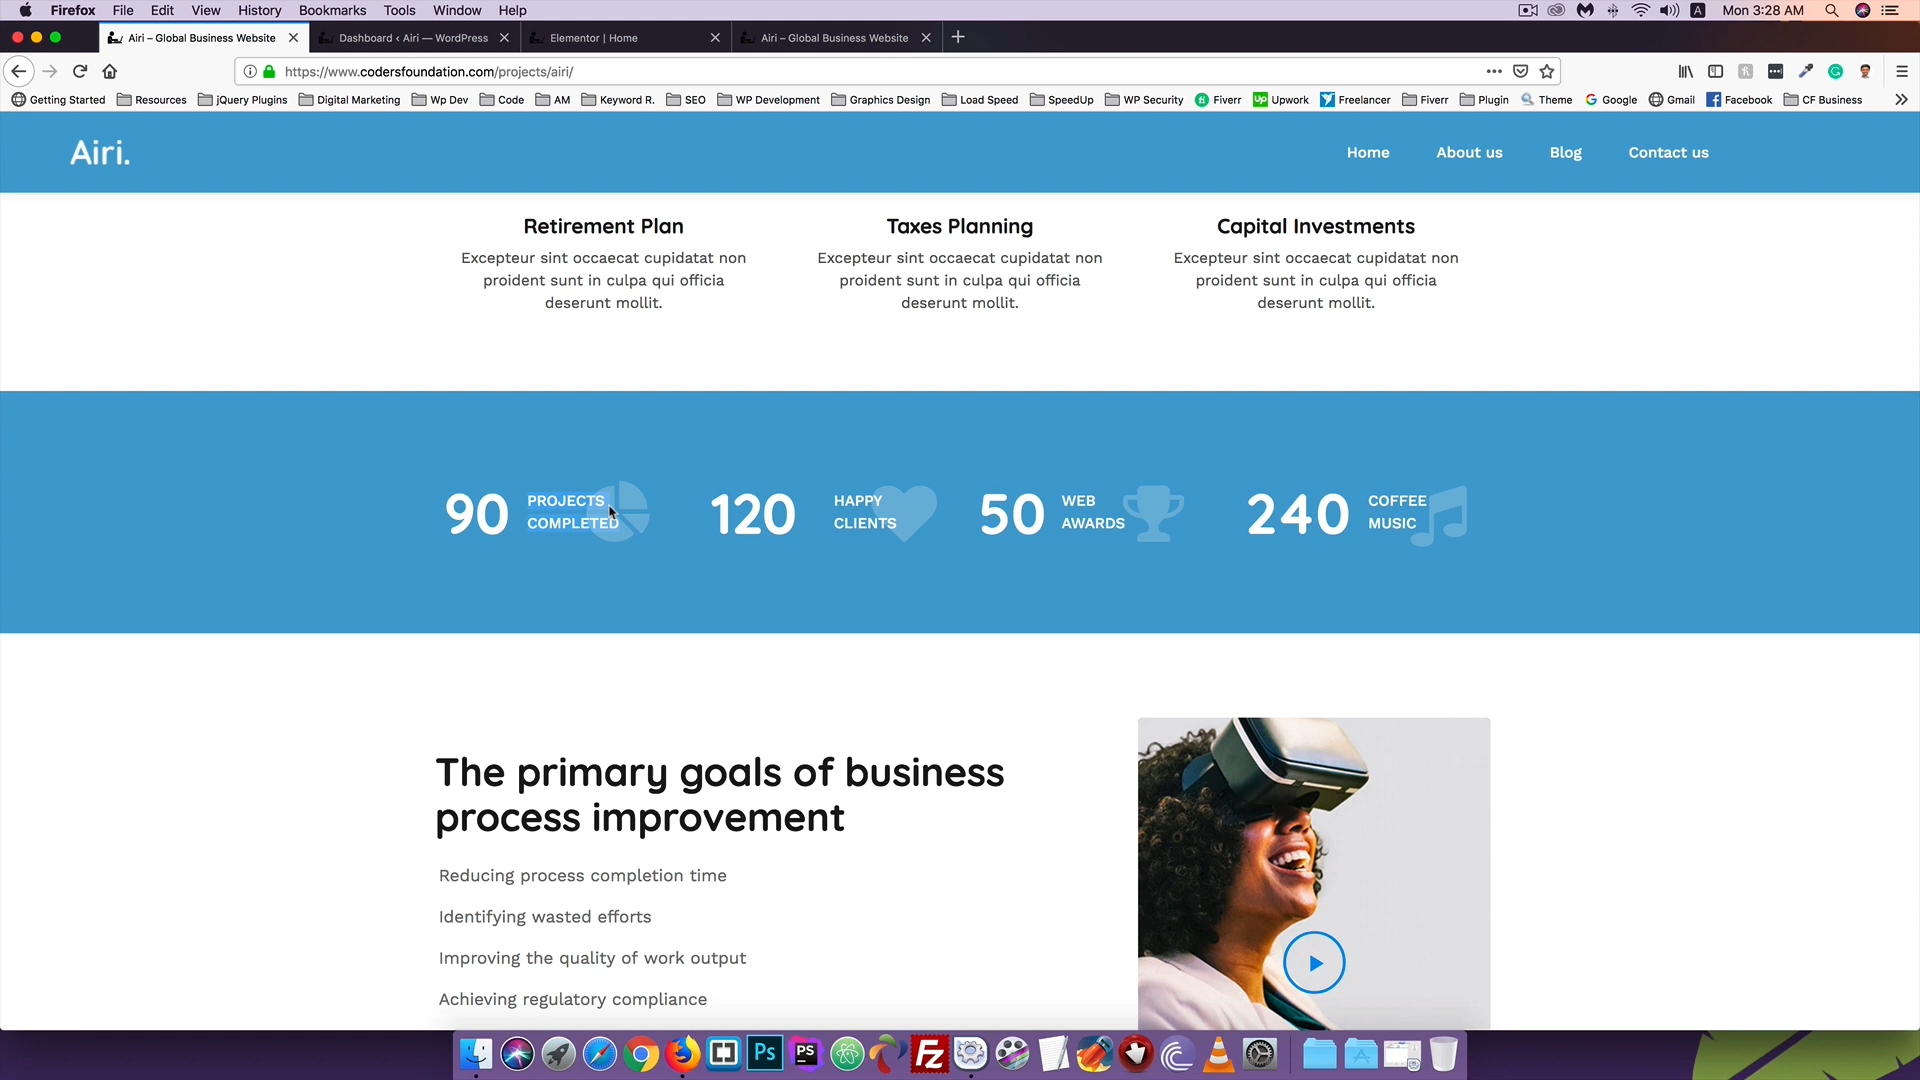 Firefox File Edit View History Bookmarks Tools Window Help
A Mon 3:28 AM
Airi – Global Business Website
Dashboard ‹ Airi — WordPress
Elementor | Home
Airi – Global Business Website
https://www.codersfoundation.com/projects/airi/
Getting Started Resources jQuery Plugins Digital Marketing Wp Dev Code AM Keyword R. SEO WP Development Graphics Design Load Speed SpeedUp WP Security Fiverr Upwork Freelancer Fiverr Plugin Theme Google Gmail Facebook CF Business
Airi.
Home About us Blog Contact us
Retirement Plan
Excepteur sint occaecat cupidatat non
proident sunt in culpa qui officia
deserunt mollit.
Taxes Planning
Excepteur sint occaecat cupidatat non
proident sunt in culpa qui officia
deserunt mollit.
Capital Investments
Excepteur sint occaecat cupidatat non
proident sunt in culpa qui officia
deserunt mollit.
90 PROJECTS
COMPLETED
120 HAPPY
CLIENTS
50 WEB
AWARDS
240 COFFEE
MUSIC
The primary goals of business
process improvement
Reducing process completion time
Identifying wasted efforts
Improving the quality of work output
Achieving regulatory compliance
Ps
PS
FZ